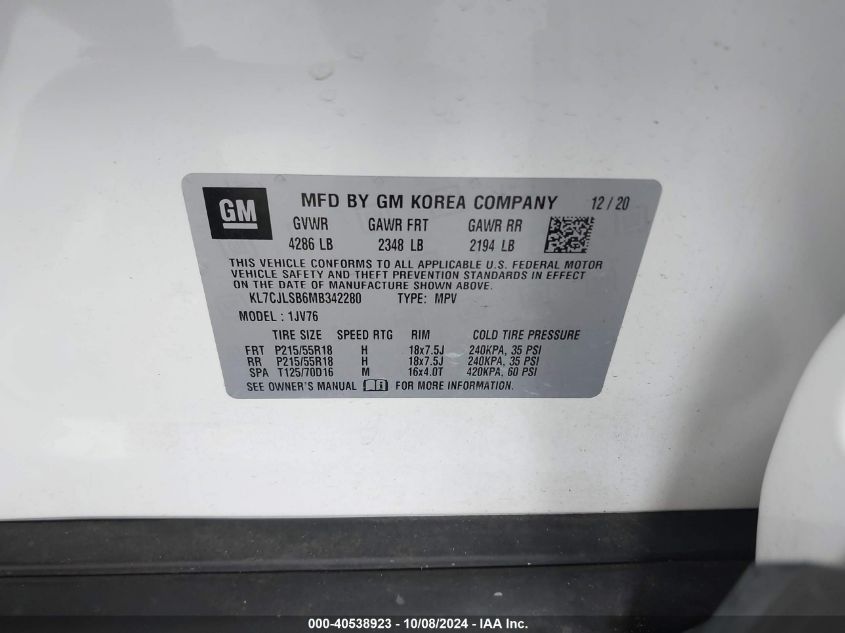 GM
MFD BY GM KOREA COMPANY 12/20
GVWR GAWR FRT GAWR RR
4286 LB 2348 LB 2194 LB
THIS VEHICLE CONFORMS TO ALL APPLICABLE U.S. FEDERAL MOTOR
VEHICLE SAFETY AND THEFT PREVENTION STANDARDS IN EFFECT
ON THE DATE OF MANUFACTURE SHOWN ABOVE.
KL7CJLSB6MB342280 TYPE: MPV
MODEL: 1JV76
TIRE SIZE SPEED RTG RIM COLD TIRE PRESSURE
FRT P215/55R18 H 18x7.5J 240KPA, 35 PSI
RR P215/55R18 H 18x7.5J 240KPA, 35 PSI
SPA T125/70D16 M 16x4.0T 420KPA, 60 PSI
SEE OWNER'S MANUAL FOR MORE INFORMATION.
000-40538923 - 10/08/2024 - IAA Inc.